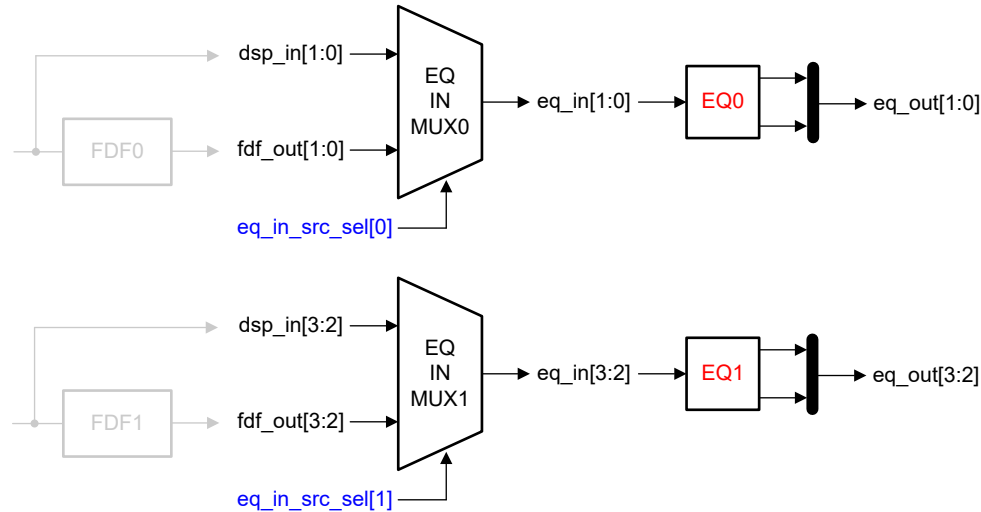 dsp_in[1:0]
EQ
IN
MUX0
eq_in[1:0]
EQ0
eq_out[1:0]
FDF0
fdf_out[1:0]
eq_in_src_sel[0]
dsp_in[3:2]
EQ
IN
MUX1
eq_in[3:2]
EQ1
eq_out[3:2]
FDF1
fdf_out[3:2]
eq_in_src_sel[1]